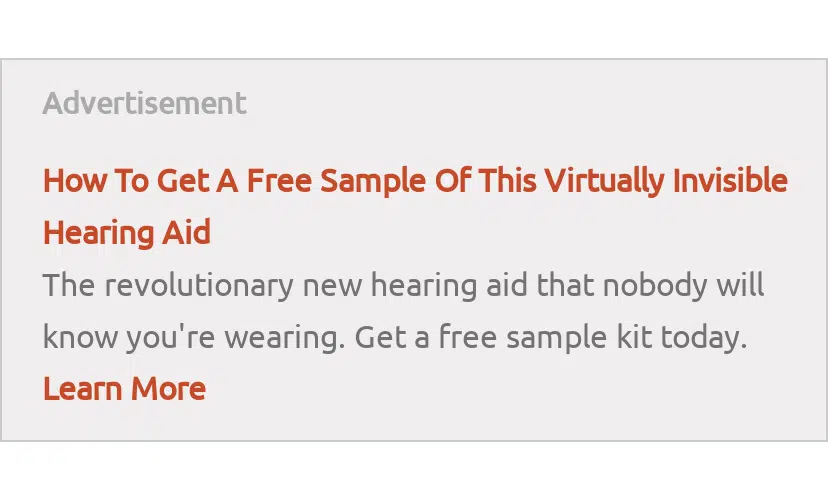 Advertisement
How To Get A Free Sample Of This Virtually Invisible
Hearing Aid
The revolutionary new hearing aid that nobody will
know you're wearing. Get a free sample kit today.
Learn More